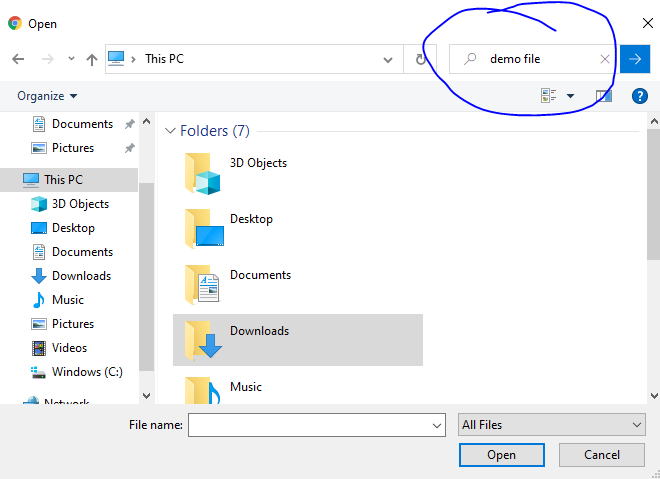 Open
This PC
demo file
Organize
Documents
Pictures
This PC
3D Objects
Desktop
Documents
Downloads
Music
Pictures
Videos
Windows (C:)
Network
Folders (7)
3D Objects
Desktop
Documents
Downloads
Music
File name:
All Files
Open
Cancel